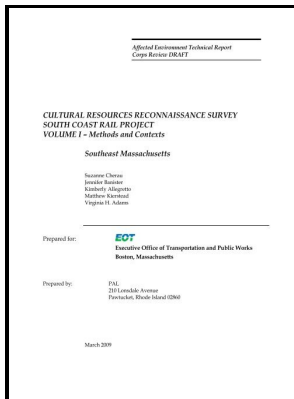 Affected Environment Technical Report
Corps Review DRAFT
CULTURAL RESOURCES RECONNAISSANCE SURVEY
SOUTH COAST RAIL PROJECT
VOLUME I – Methods and Contexts
Southeast Massachusetts
Suzanne Cherau
Jennifer Banister
Kimberly Allegretto
Matthew Kierstead
Virginia H. Adams
Prepared for:
EOT
Executive Office of Transportation and Public Works
Boston, Massachusetts
Prepared by:
PAL
210 Lonsdale Avenue
Pawtucket, Rhode Island 02860
March 2009